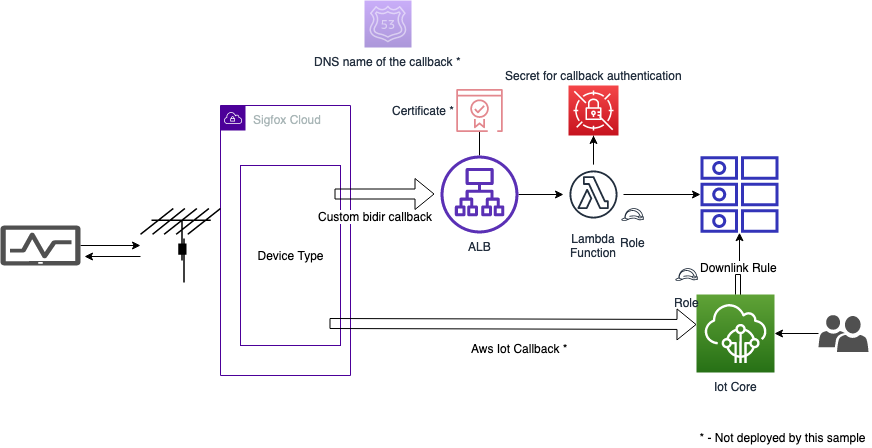 53
DNS name of the callback *
Secret for callback authentication
Certificate *
Sigfox Cloud
Custom bidir callback
ALB
Lambda
Function
Role
Device Type
Downlink Rule
Role
Aws Iot Callback *
Iot Core
* - Not deployed by this sample